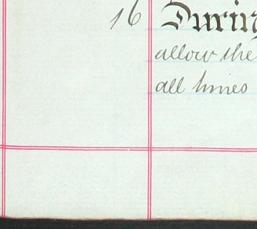 16 During
allow the
all times